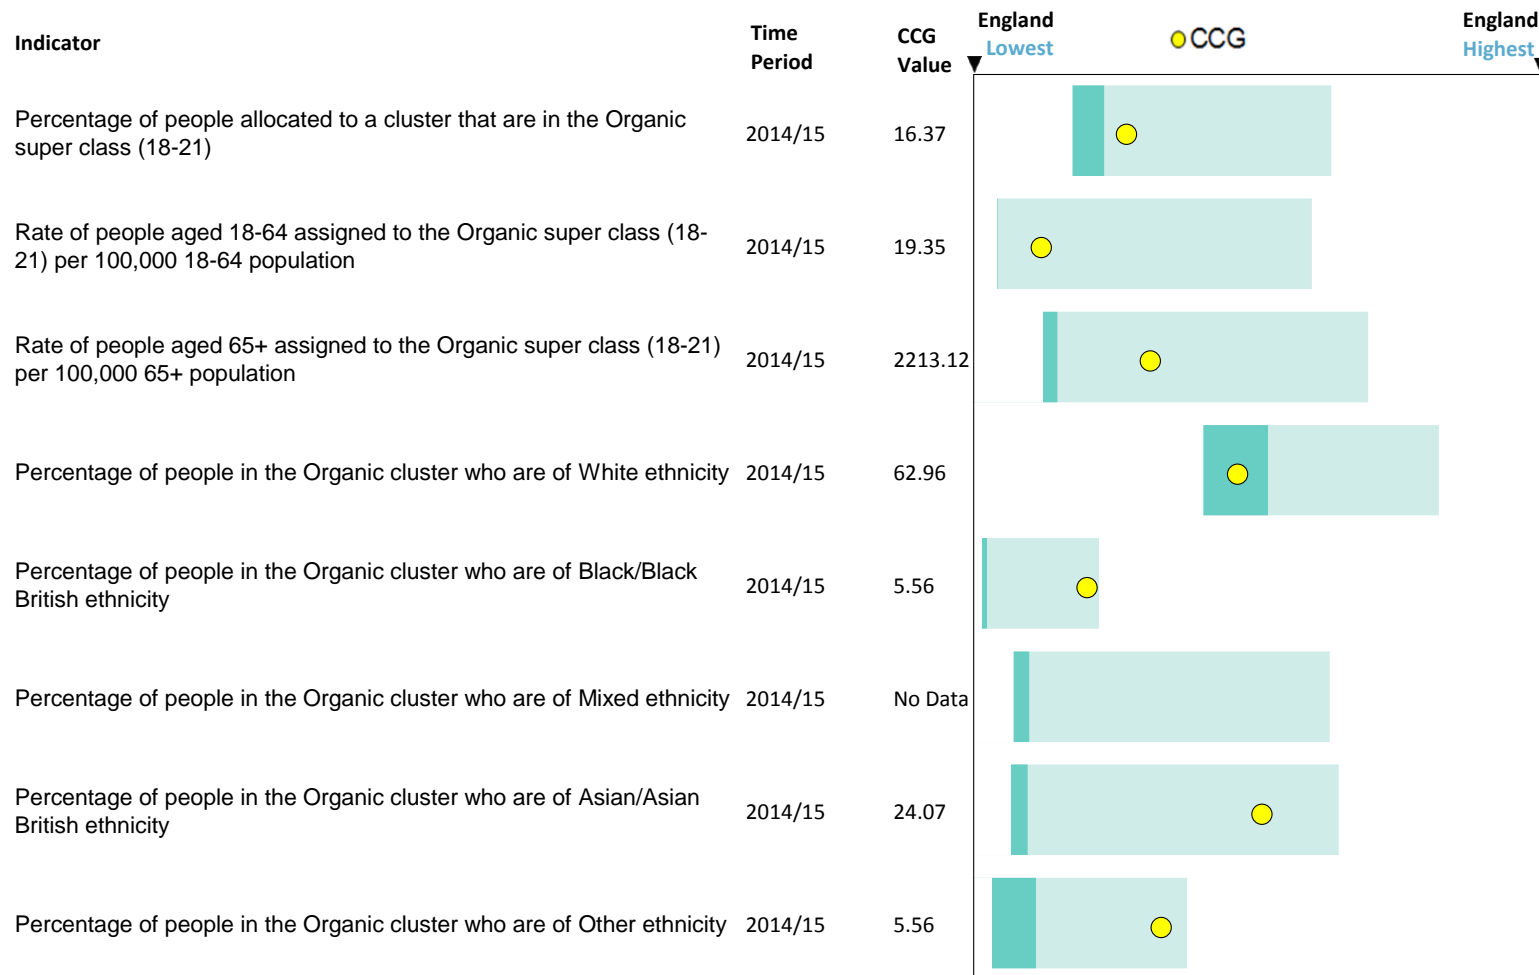 Indicator
Time Period
CCG Value
England Lowest
CCG
England Highest
Percentage of people allocated to a cluster that are in the Organic
super class (18-21)
2014/15
16.37
Rate of people aged 18-64 assigned to the Organic super class (18-
21) per 100,000 18-64 population
2014/15
19.35
Rate of people aged 65+ assigned to the Organic super class (18-21)
per 100,000 65+ population
2014/15
2213.12
Percentage of people in the Organic cluster who are of White ethnicity
2014/15
62.96
Percentage of people in the Organic cluster who are of Black/Black
British ethnicity
2014/15
5.56
Percentage of people in the Organic cluster who are of Mixed ethnicity
2014/15
No Data
Percentage of people in the Organic cluster who are of Asian/Asian
British ethnicity
2014/15
24.07
Percentage of people in the Organic cluster who are of Other ethnicity
2014/15
5.56